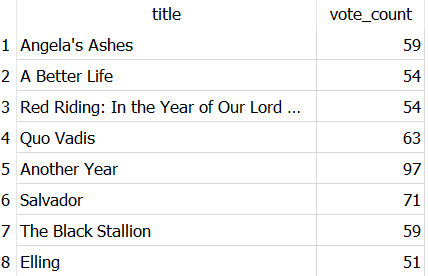 title vote_count
1 Angela's Ashes 59
2 A Better Life 54
3 Red Riding: In the Year of Our Lord ... 54
4 Quo Vadis 63
5 Another Year 97
6 Salvador 71
7 The Black Stallion 59
8 Elling 51